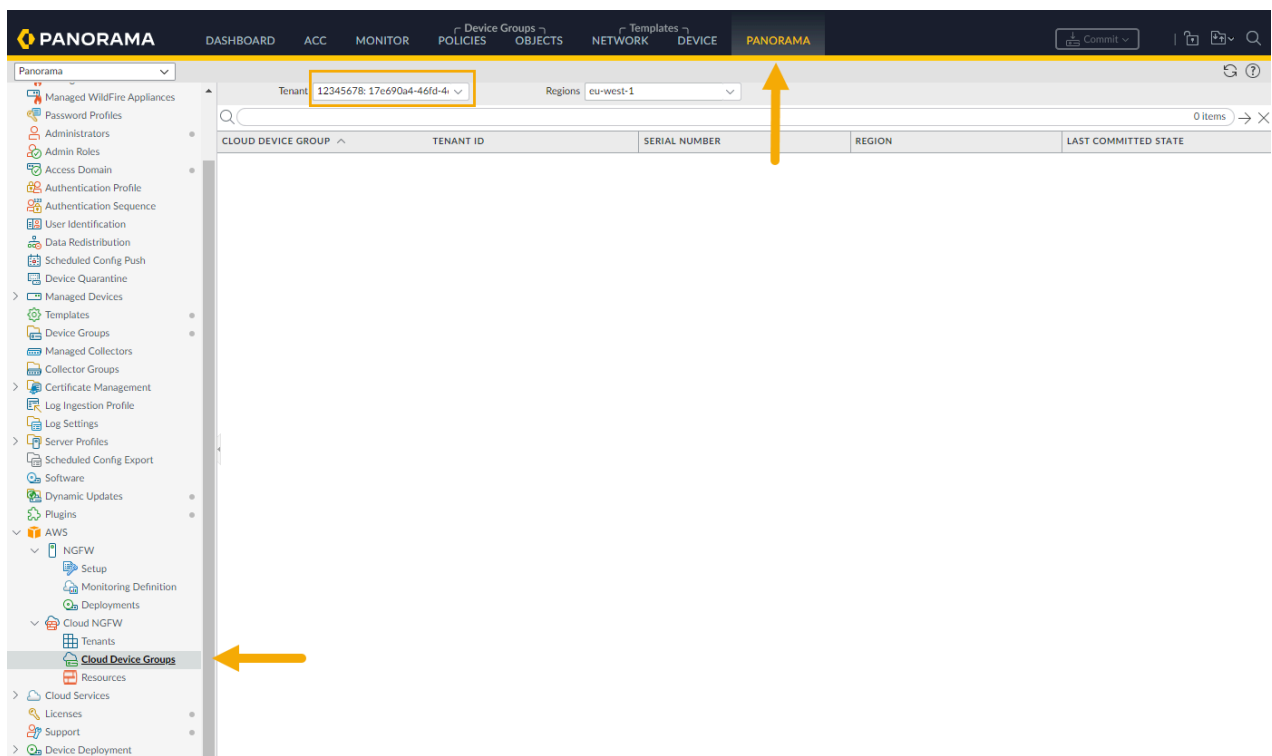 PANORAMA
DASHBOARD
ACC
MONITOR
Device Groups
POLICIES
OBJECTS
Templates
NETWORK
DEVICE
PANORAMA
Commit
Panorama
Tenant 12345678: 17e690a4-46fd-4
Regions eu-west-1
0 items
CLOUD DEVICE GROUP
TENANT ID
SERIAL NUMBER
REGION
LAST COMMITTED STATE
Managed WildFire Appliances
Password Profiles
Administrators
Admin Roles
Access Domain
Authentication Profile
Authentication Sequence
User Identification
Data Redistribution
Scheduled Config Push
Device Quarantine
Managed Devices
Templates
Device Groups
Managed Collectors
Collector Groups
Certificate Management
Log Ingestion Profile
Log Settings
Server Profiles
Scheduled Config Export
Software
Dynamic Updates
Plugins
AWS
NGFW
Setup
Monitoring Definition
Deployments
Cloud NGFW
Tenants
Cloud Device Groups
Resources
Cloud Services
Licenses
Support
Device Deployment